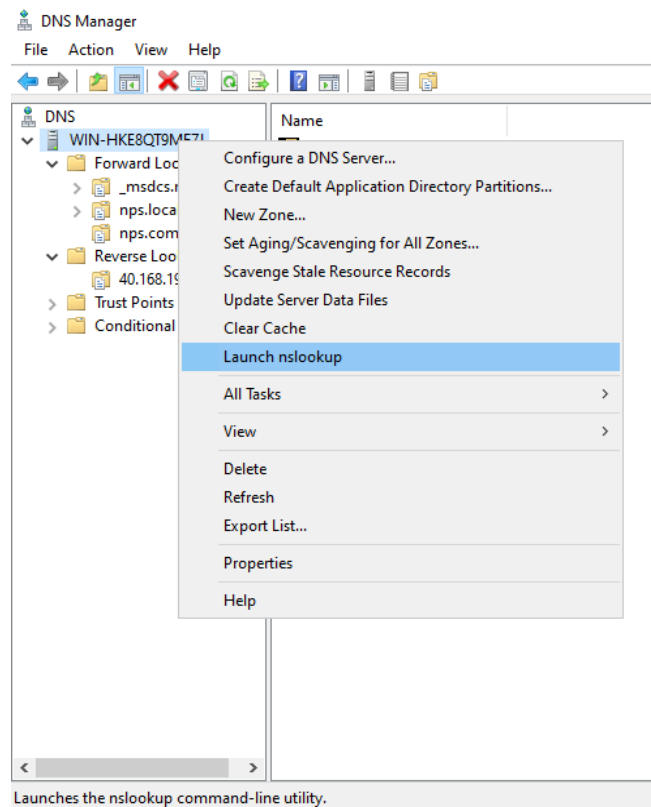 DNS Manager
File Action View Help
DNS
Name
WIN-HKE8QT9MF7J
Forward Loc
_msdcs.r
nps.loca
nps.com
Reverse Loo
40.168.19
Trust Points
Conditional
Configure a DNS Server...
Create Default Application Directory Partitions...
New Zone...
Set Aging/Scavenging for All Zones...
Scavenge Stale Resource Records
Update Server Data Files
Clear Cache
Launch nslookup
All Tasks
View
Delete
Refresh
Export List...
Properties
Help
Launches the nslookup command-line utility.